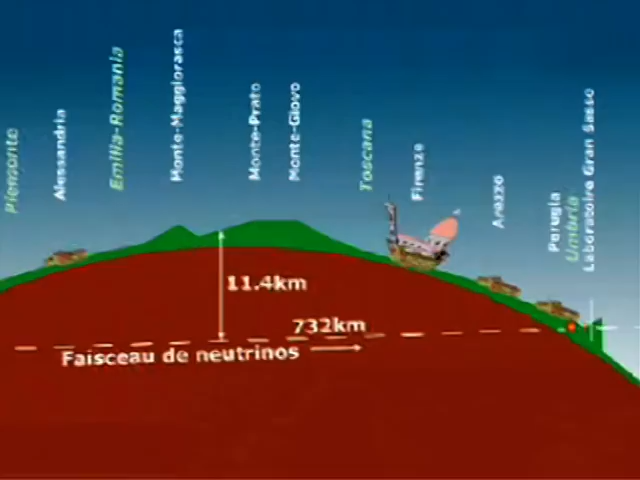 Piemonte
Alessandria
Emilia-Romania
Monte-Maggiorasca
Monte-Prato
Monte-Giovo
Toscana
Firenze
Arezzo
Perugia
Umbria
Laboratoire Gran Sasso
11.4km
732km
Faisceau de neutrinos